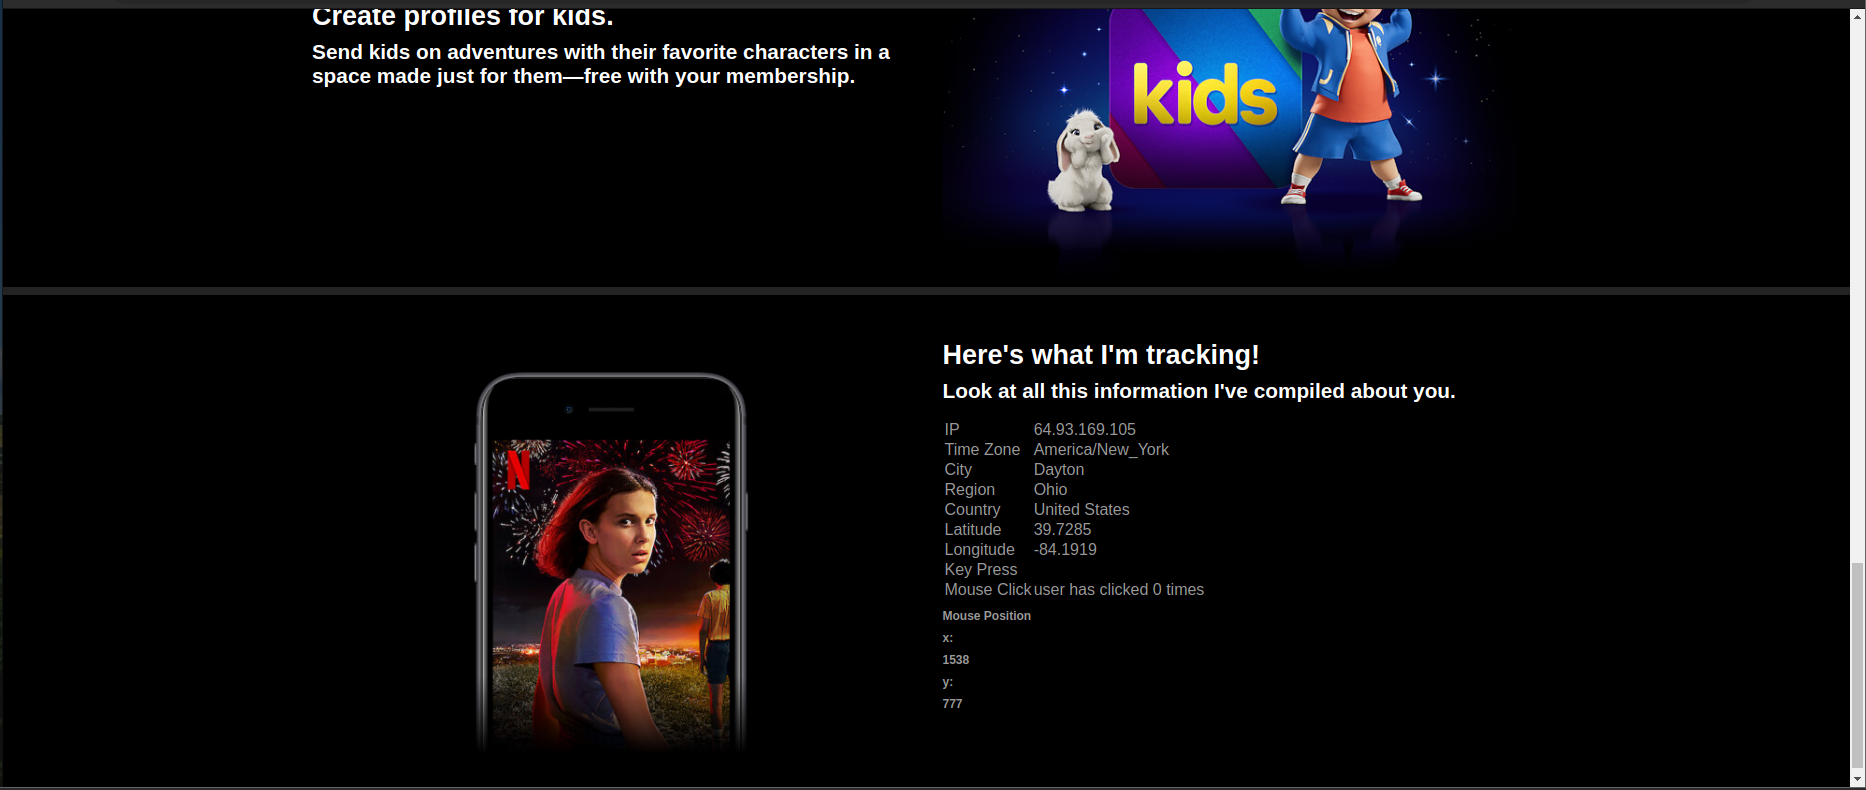 Create profiles for kids.
Send kids on adventures with their favorite characters in a
space made just for them—free with your membership.
kids
Here's what I'm tracking!
Look at all this information I've compiled about you.
IP 64.93.169.105
Time Zone America/New_York
City Dayton
Region Ohio
Country United States
Latitude 39.7285
Longitude -84.1919
Key Press
Mouse Click user has clicked 0 times
Mouse Position
x:
1538
y:
777
N